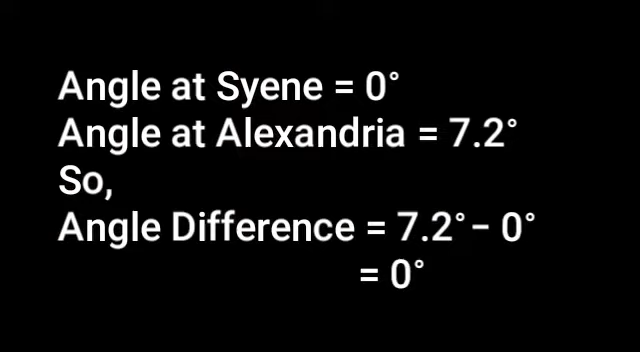 Angle at Syene = 0°
Angle at Alexandria = 7.2°
So,
Angle Difference = 7.2° – 0°
= 0°